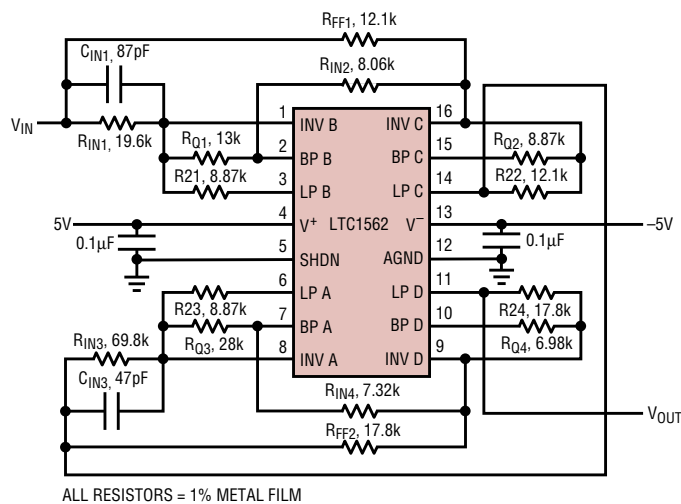 RFF1, 12.1k
CIN1, 87pF
RIN2, 8.06k
VIN
RIN1, 19.6k
RQ1, 13k
R21, 8.87k
1 INV B INV C 16
2 BP B BP C 15
3 LP B LP C 14
4 V+ LTC1562 V– 13
5 SHDN AGND 12
6 LP A LP D 11
7 BP A BP D 10
8 INV A INV D 9
RQ2, 8.87k
R22, 12.1k
5V
–5V
0.1µF
0.1µF
R23, 8.87k
R24, 17.8k
RIN3, 69.8k
RQ3, 28k
RQ4, 6.98k
CIN3, 47pF
RIN4, 7.32k
RFF2, 17.8k
VOUT
ALL RESISTORS = 1% METAL FILM